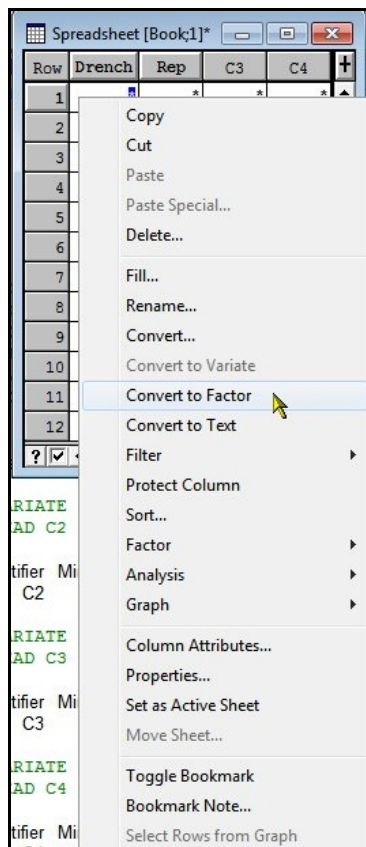 Spreadsheet [Book;1]*
Row Drench Rep C3 C4 +
1 * * *
2
3
4
5
6
7
8
9
10
11
12
?
Copy
Cut
Paste
Paste Special...
Delete...
Fill...
Rename...
Convert...
Convert to Variate
Convert to Factor
Convert to Text
Filter
Protect Column
Sort...
Factor
Analysis
Graph
Column Attributes...
Properties...
Set as Active Sheet
Move Sheet...
Toggle Bookmark
Bookmark Note...
Select Rows from Graph
RIATE
AD C2
tifier Mi
C2
RIATE
AD C3
tifier Mi
C3
RIATE
AD C4
tifier Mi